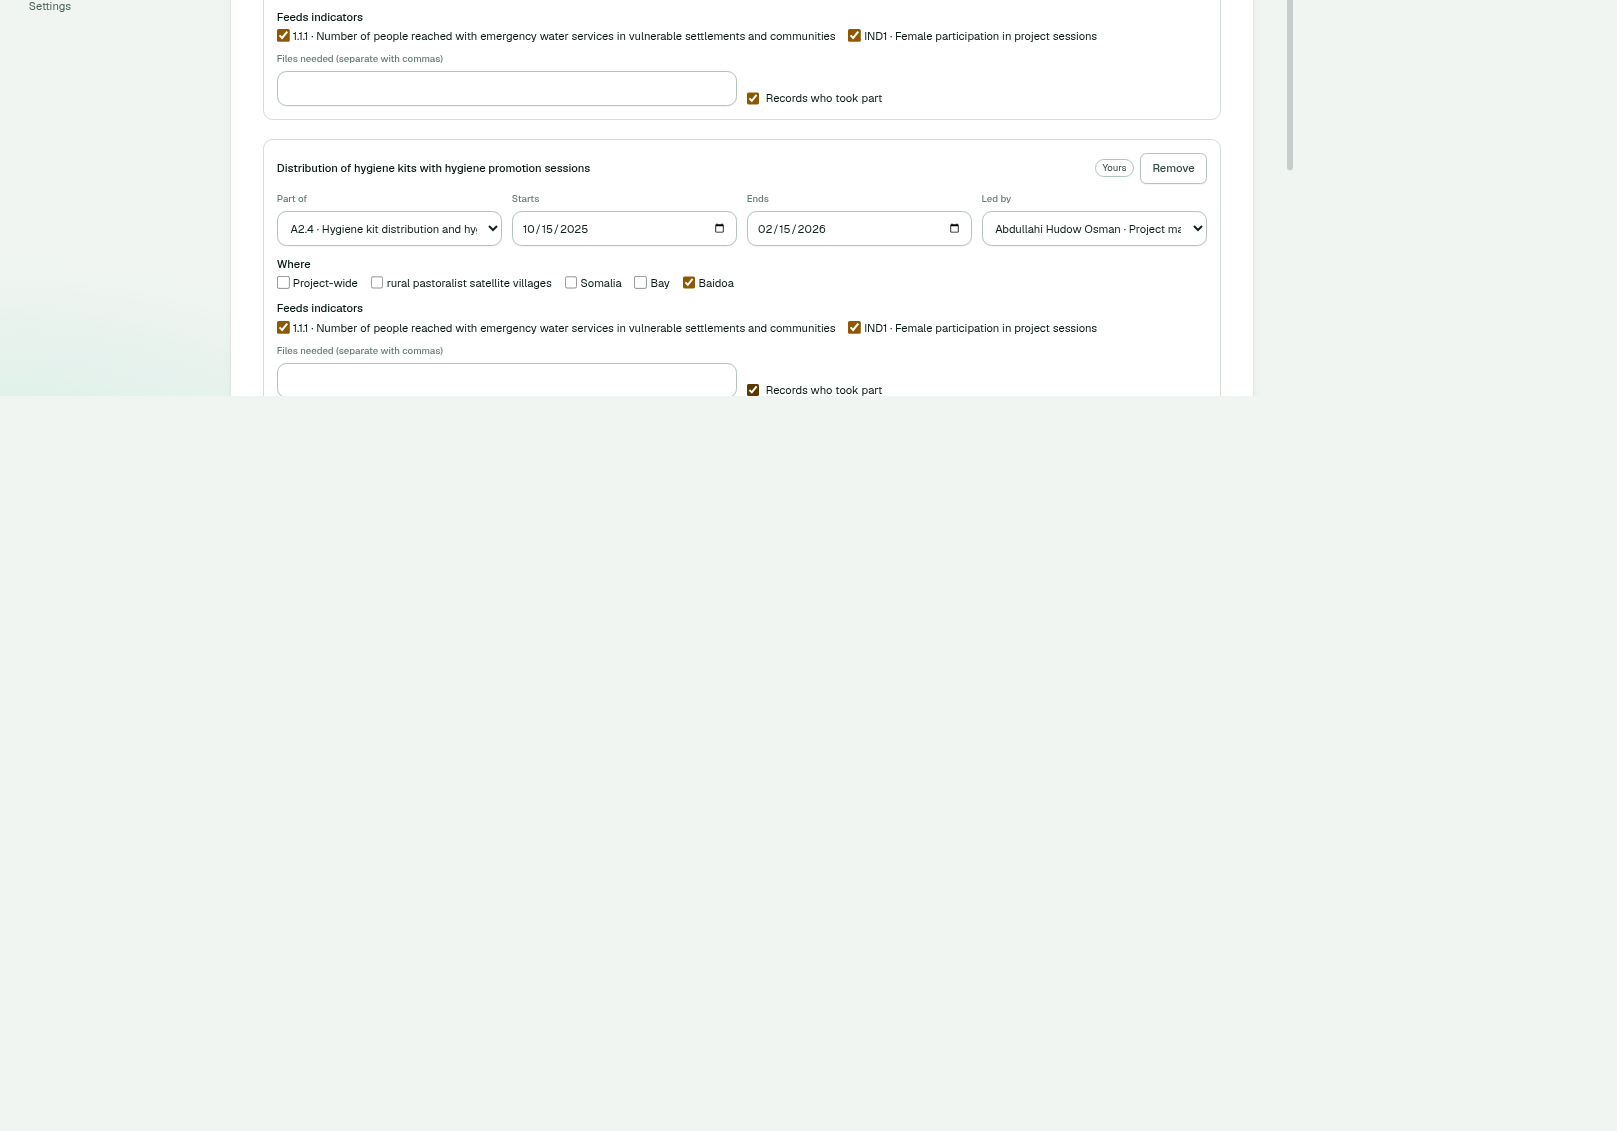 Settings
Feeds indicators
1.1.1 · Number of people reached with emergency water services in vulnerable settlements and communities
IND1 · Female participation in project sessions
Files needed (separate with commas)
Records who took part
Distribution of hygiene kits with hygiene promotion sessions
Yours
Remove
Part of
Starts
Ends
Led by
A2.4 · Hygiene kit distribution and hy
10/15/2025
02/15/2026
Abdullahi Hudow Osman · Project ma
Where
Project-wide
rural pastoralist satellite villages
Somalia
Bay
Baidoa
Feeds indicators
1.1.1 · Number of people reached with emergency water services in vulnerable settlements and communities
IND1 · Female participation in project sessions
Files needed (separate with commas)
Records who took part